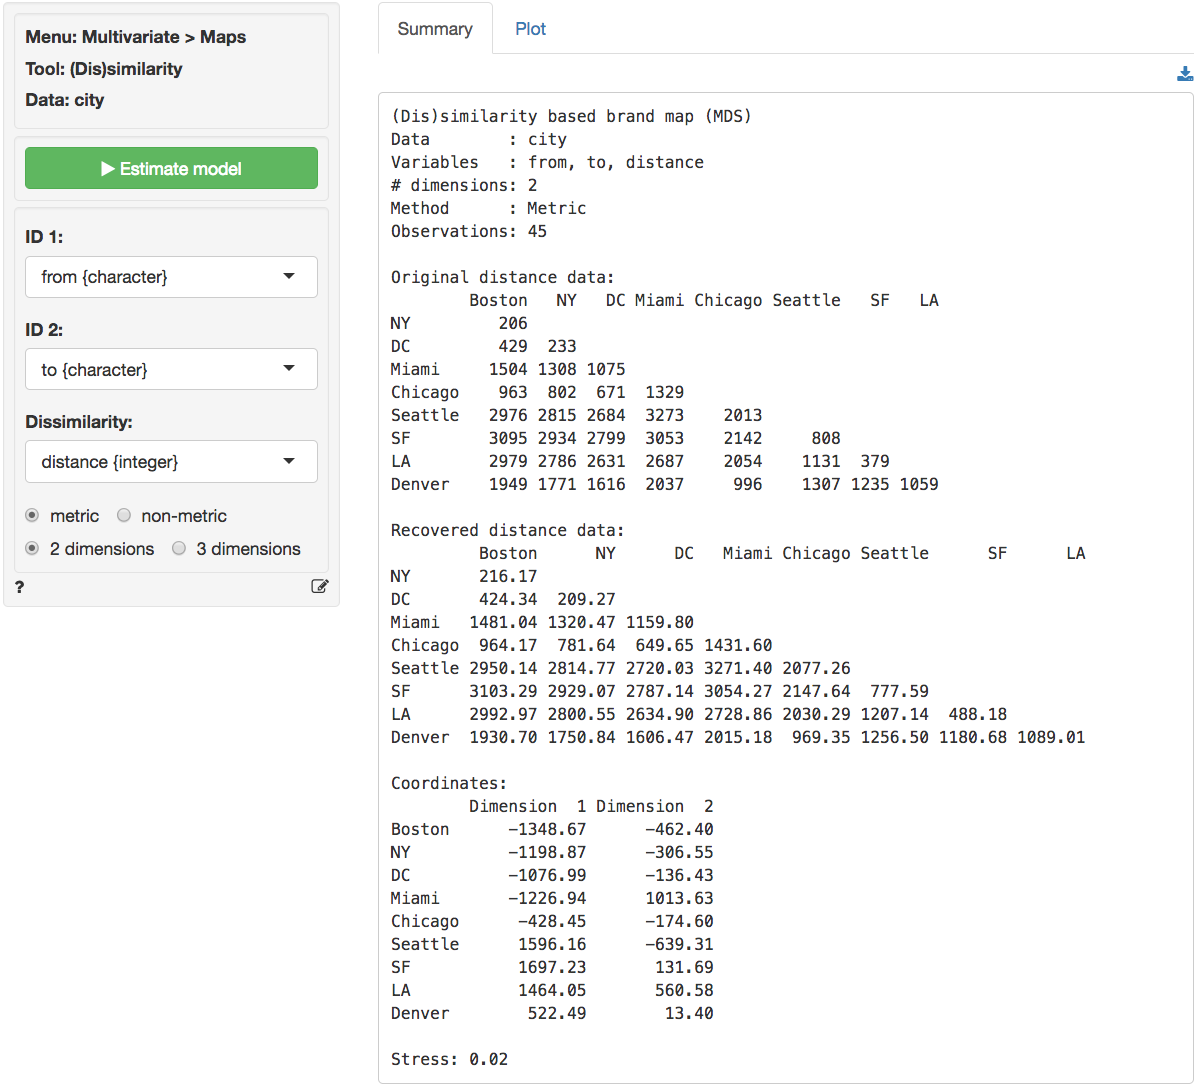 Menu: Multivariate > Maps
Tool: (Dis)similarity
Data: city
Estimate model
ID 1:
from {character}
ID 2:
to {character}
Dissimilarity:
distance {integer}
metric non-metric
2 dimensions 3 dimensions
?
Summary Plot
(Dis)similarity based brand map (MDS)
Data        : city
Variables   : from, to, distance
# dimensions: 2
Method      : Metric
Observations: 45
Original distance data:
        Boston   NY   DC Miami Chicago Seattle   SF   LA
NY         206
DC         429  233
Miami     1504 1308 1075
Chicago    963  802  671  1329
Seattle   2976 2815 2684  3273    2013
SF        3095 2934 2799  3053    2142     808
LA        2979 2786 2631  2687    2054    1131  379
Denver    1949 1771 1616  2037     996    1307 1235 1059
Recovered distance data:
         Boston      NY      DC   Miami Chicago Seattle      SF      LA
NY       216.17
DC       424.34  209.27
Miami   1481.04 1320.47 1159.80
Chicago  964.17  781.64  649.65 1431.60
Seattle 2950.14 2814.77 2720.03 3271.40 2077.26
SF      3103.29 2929.07 2787.14 3054.27 2147.64  777.59
LA      2992.97 2800.55 2634.90 2728.86 2030.29 1207.14  488.18
Denver  1930.70 1750.84 1606.47 2015.18  969.35 1256.50 1180.68 1089.01
Coordinates:
        Dimension  1 Dimension  2
Boston      -1348.67      -462.40
NY          -1198.87      -306.55
DC          -1076.99      -136.43
Miami       -1226.94      1013.63
Chicago      -428.45      -174.60
Seattle      1596.16      -639.31
SF           1697.23       131.69
LA           1464.05       560.58
Denver        522.49        13.40
Stress: 0.02